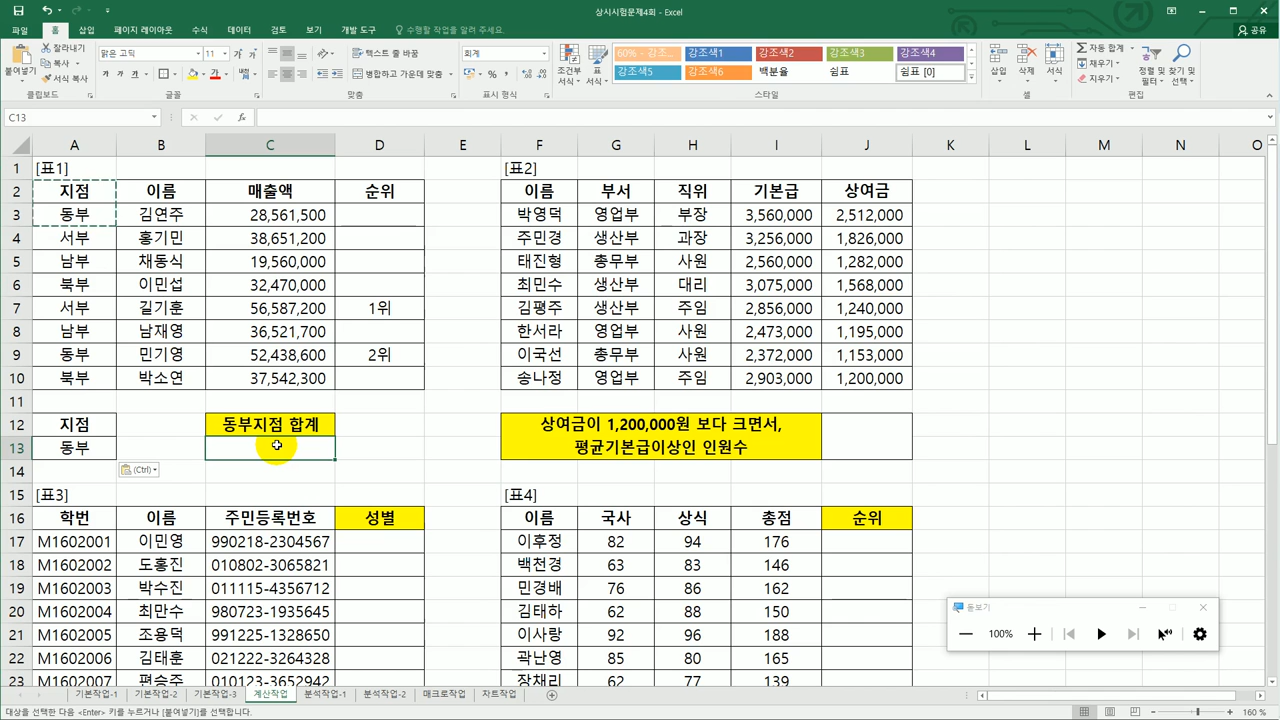 상시시험문제4회 - Excel
파일 홈 삽입 페이지 레이아웃 수식 데이터 검토 보기 개발 도구 수행할 작업을 알려 주세요. 공유
붙여넣기 잘라내기 복사 서식 복사 클립보드
맑은 고딕 11 가 가 가 가 가 글꼴
텍스트 줄 바꿈 병합하고 가운데 맞춤 맞춤
회계 % 표시 형식
조건부 서식 표 서식
60% - 강조... 강조색1 강조색2 강조색3 강조색4
강조색5 강조색6 백분율 쉼표 쉼표 [0]
스타일
삽입 삭제 서식 셀
자동 합계 채우기 지우기 정렬 및 필터 찾기 및 선택 편집
C13 fx
A B C D E F G H I J K L M N O
1 [표1] [표2]
2 지점 이름 매출액 순위 이름 부서 직위 기본급 상여금
3 동부 김연주 28,561,500 박영덕 영업부 부장 3,560,000 2,512,000
4 서부 홍기민 38,651,200 주민경 생산부 과장 3,256,000 1,826,000
5 남부 채동식 19,560,000 태진형 총무부 사원 2,560,000 1,282,000
6 북부 이민섭 32,470,000 최민수 생산부 대리 3,075,000 1,568,000
7 서부 길기훈 56,587,200 1위 김평주 생산부 주임 2,856,000 1,240,000
8 남부 남재영 36,521,700 한서라 영업부 사원 2,473,000 1,195,000
9 동부 민기영 52,438,600 2위 이국선 총무부 사원 2,372,000 1,153,000
10 북부 박소연 37,542,300 송나정 영업부 주임 2,903,000 1,200,000
11
12 지점 동부지점 합계 상여금이 1,200,000원 보다 크면서,
13 동부 평균기본급이상인 인원수
14 (Ctrl)
15 [표3] [표4]
16 학번 이름 주민등록번호 성별 이름 국사 상식 총점 순위
17 M1602001 이민영 990218-2304567 이후정 82 94 176
18 M1602002 도홍진 010802-3065821 백천경 63 83 146
19 M1602003 박수진 011115-4356712 민경배 76 86 162
20 M1602004 최만수 980723-1935645 김태하 62 88 150
21 M1602005 조용덕 991225-1328650 이사랑 92 96 188
22 M1602006 김태훈 021222-3264328 곽난영 85 80 165
23 M1602007 편승주 010123-3652942 장채리 62 77 139
돋보기
100%
기본작업-1 기본작업-2 기본작업-3 계산작업 분석작업-1 분석작업-2 매크로작업 차트작업
대상을 선택한 다음 <Enter> 키를 누르거나 [붙여넣기]를 선택합니다. 160 %